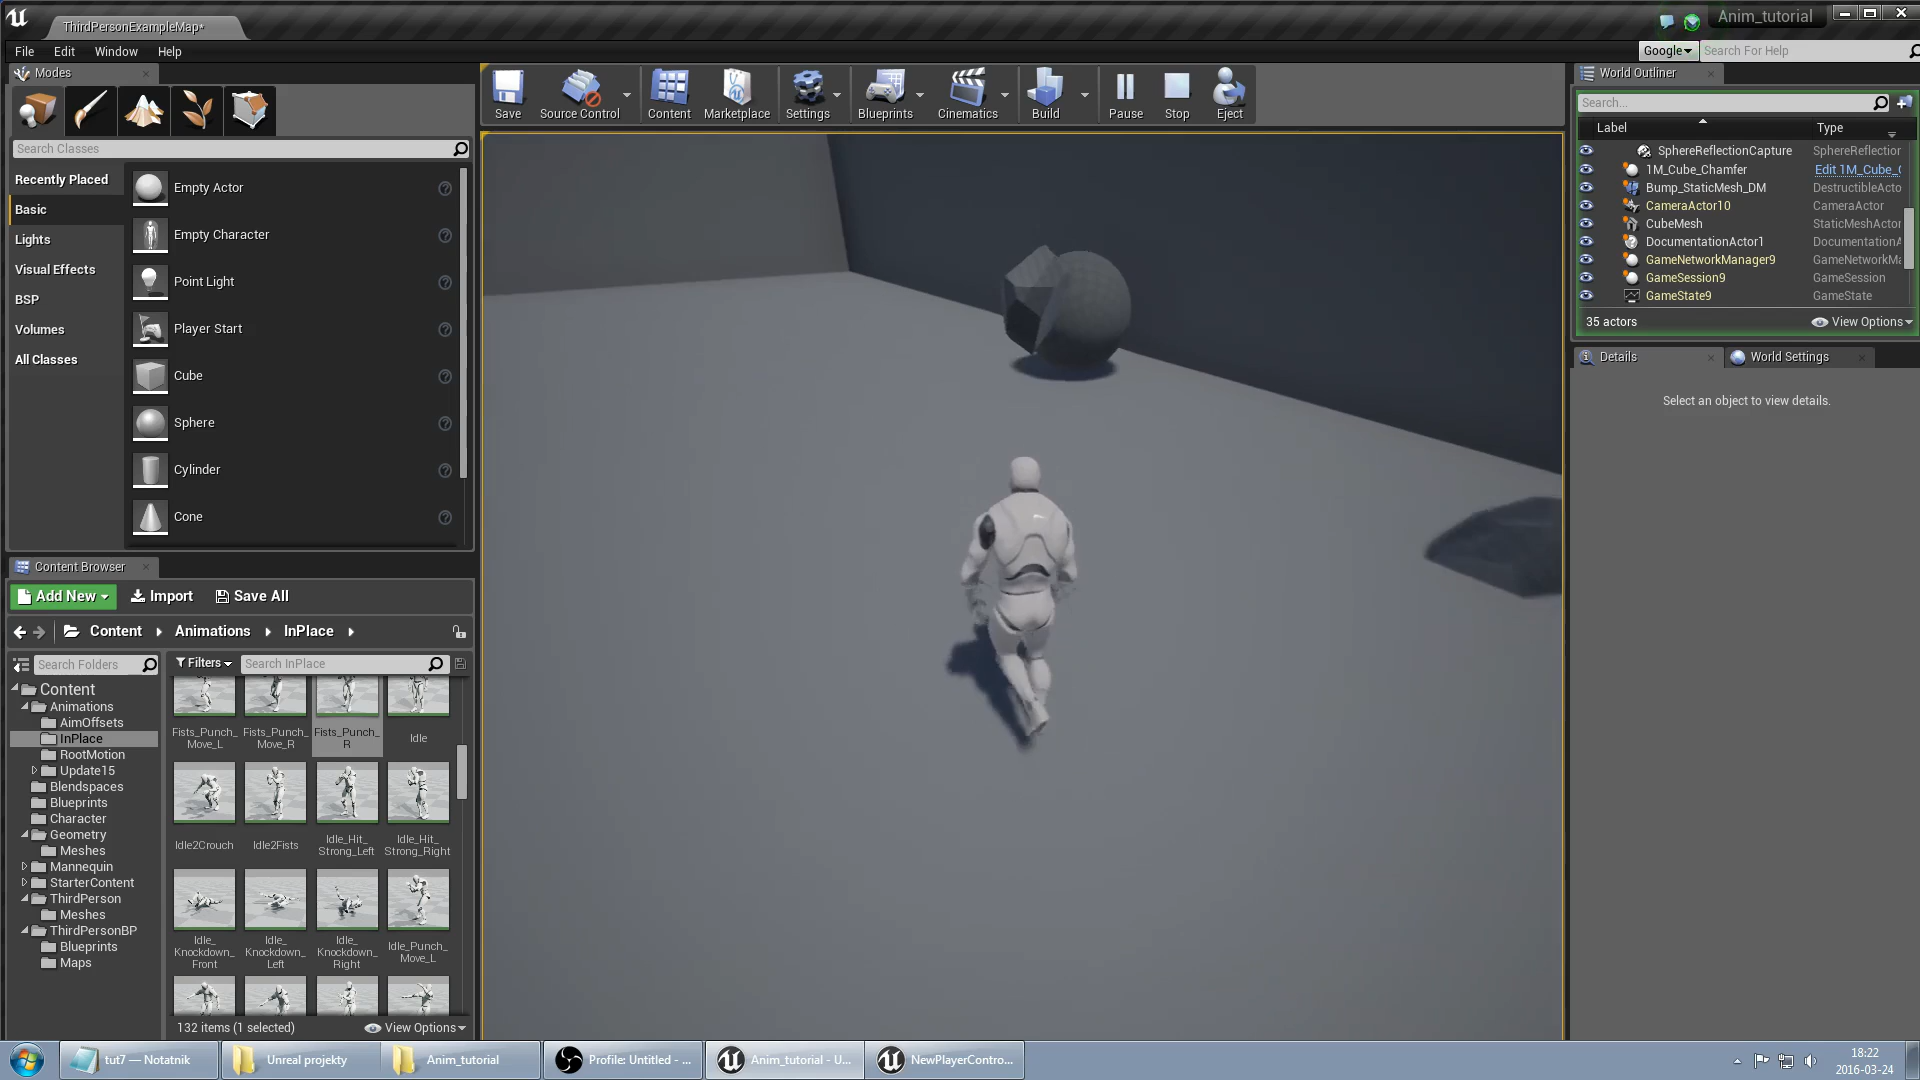 ThirdPersonExampleMap*
Anim_tutorial
File Edit Window Help
Google
Search For Help
Modes
Search Classes
Recently Placed
Basic
Lights
Visual Effects
BSP
Volumes
All Classes
Empty Actor
Empty Character
Point Light
Player Start
Cube
Sphere
Cylinder
Cone
Save
Source Control
Content
Marketplace
Settings
Blueprints
Cinematics
Build
Pause
Stop
Eject
World Outliner
Search...
Label Type
SphereReflectionCapture SphereReflection
1M_Cube_Chamfer Edit 1M_Cube_
Bump_StaticMesh_DM DestructibleActo
CameraActor10 CameraActor
CubeMesh StaticMeshActor
DocumentationActor1 DocumentationA
GameNetworkManager9 GameNetworkMa
GameSession9 GameSession
GameState9 GameState
35 actors View Options
Details
World Settings
Select an object to view details.
Content Browser
Add New Import Save All
Content Animations InPlace
Search Folders
Filters
Search InPlace
Content
Animations
AimOffsets
InPlace
RootMotion
Update15
Blendspaces
Blueprints
Character
Geometry
Meshes
Mannequin
StarterContent
ThirdPerson
Meshes
ThirdPersonBP
Blueprints
Maps
Fists_Punch_
Move_L
Fists_Punch_
Move_R
Fists_Punch_
R
Idle
Idle2Crouch
Idle2Fists
Idle_Hit_
Strong_Left
Idle_Hit_
Strong_Right
Idle_
Knockdown_
Front
Idle_
Knockdown_
Left
Idle_
Knockdown_
Right
Idle_Punch_
Move_L
132 items (1 selected) View Options
tut7 — Notatnik
Unreal projekty
Anim_tutorial
Profile: Untitled - ...
Anim_tutorial - U...
NewPlayerContro...
18:22
2016-03-24